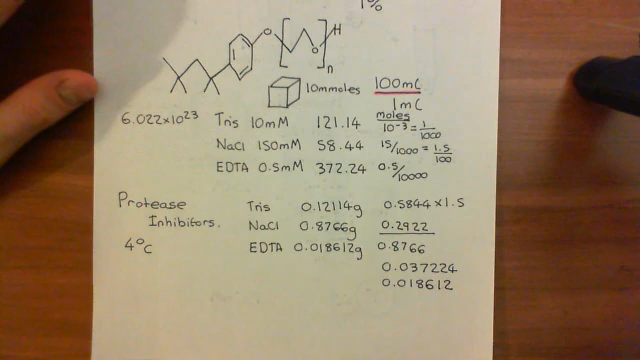 1%
O H
O
n
10mmoles 100mL
1mL
6.022x10²³ Tris 10mM 121.14 moles
10⁻³ = 1/1000
NaCl 150mM 58.44 15/1000 = 1.5/100
EDTA 0.5mM 372.24 0.5/10000
Protease Tris 0.12114g 0.5844 x 1.5
Inhibitors. NaCl 0.8766g 0.2922
4°C EDTA 0.018612g 0.8766
0.037224
0.018612